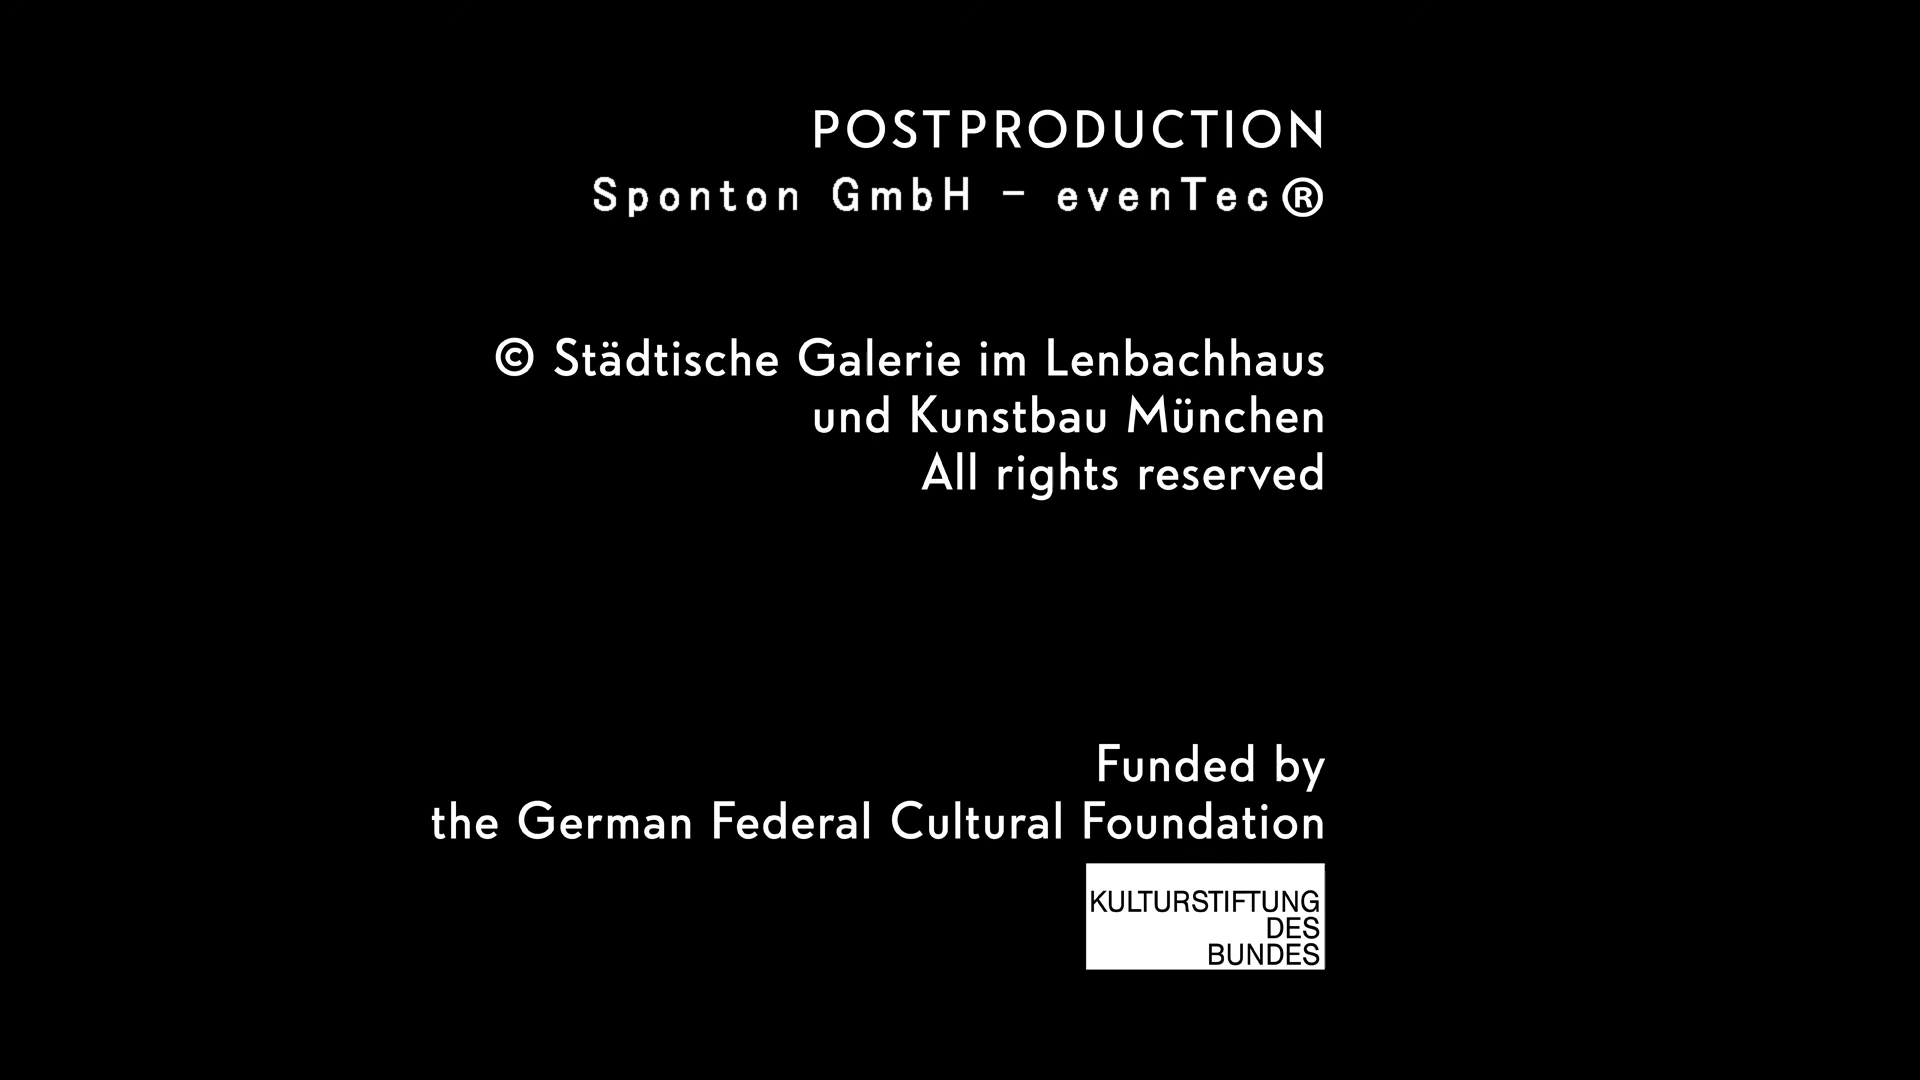 POSTPRODUCTION
Sponton GmbH - evenTec®
© Städtische Galerie im Lenbachhaus
und Kunstbau München
All rights reserved
Funded by
the German Federal Cultural Foundation
KULTURSTIFTUNG
DES
BUNDES